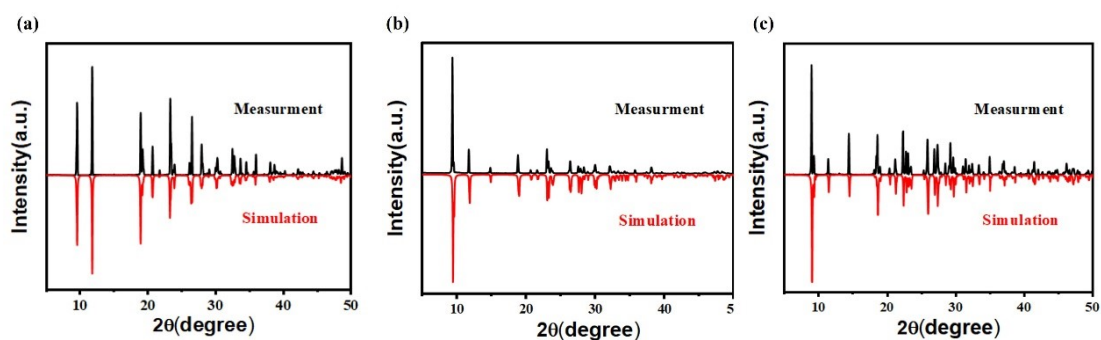 (a)
Intensity(a.u.)
Measurment
Simulation
10 20 30 40 50
2θ(degree)
(b)
Intensity(a.u.)
Measurment
Simulation
10 20 30 40 5
2θ(degree)
(c)
Intensity(a.u.)
Measurment
Simulation
10 20 30 40 50
2θ(degree)